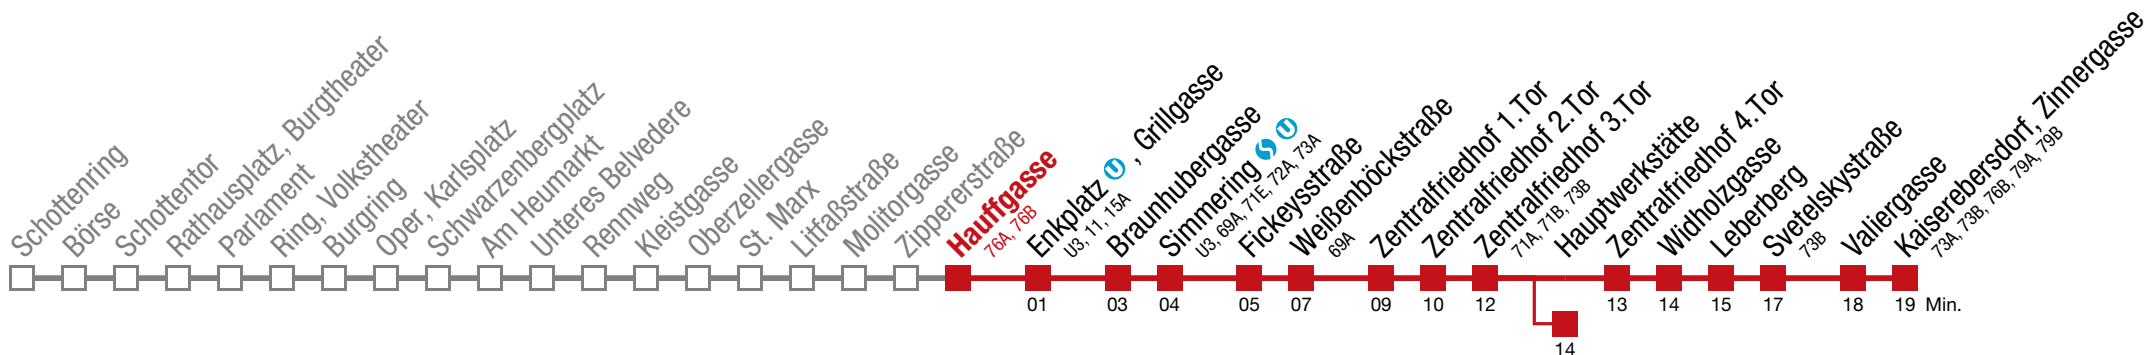 Schottenring
Börse
Schottentor
Rathausplatz, Burgtheater
Parlament
Ring, Volkstheater
Burgring
Oper, Karlsplatz
Schwarzenbergplatz
Am Heumarkt
Unteres Belvedere
Rennweg
Kleistgasse
Oberzellergasse
St. Marx
Litfaßstraße
Molitorgasse
Zippererstraße
Hauffgasse
76A, 76B
Enkplatz U , Grillgasse
U3, 11, 15A
Braunhubergasse
Simmering S U
U3, 69A, 71E, 72A, 73A
Fickeysstraße
Weißenböckstraße
69A
Zentralfriedhof 1.Tor
Zentralfriedhof 2.Tor
Zentralfriedhof 3.Tor
71A, 71B, 73B
Hauptwerkstätte
Zentralfriedhof 4.Tor
Widholzgasse
Leberberg
Svetelskystraße
73B
Valiergasse
Kaiserebersdorf, Zinnergasse
73A, 73B, 76B, 79A, 79B
01 03 04 05 07 09 10 12 13 14 15 17 18 19 Min.
14